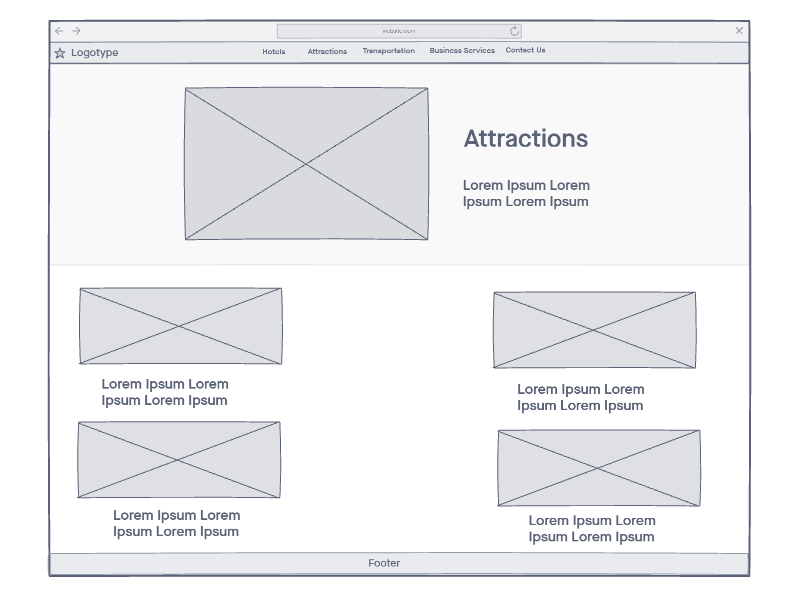 website.com
Logotype
Hotels
Attractions
Transportation
Business Services
Contact Us
Attractions
Lorem Ipsum Lorem
Ipsum Lorem Ipsum
Lorem Ipsum Lorem
Ipsum Lorem Ipsum
Lorem Ipsum Lorem
Ipsum Lorem Ipsum
Lorem Ipsum Lorem
Ipsum Lorem Ipsum
Lorem Ipsum Lorem
Ipsum Lorem Ipsum
Footer